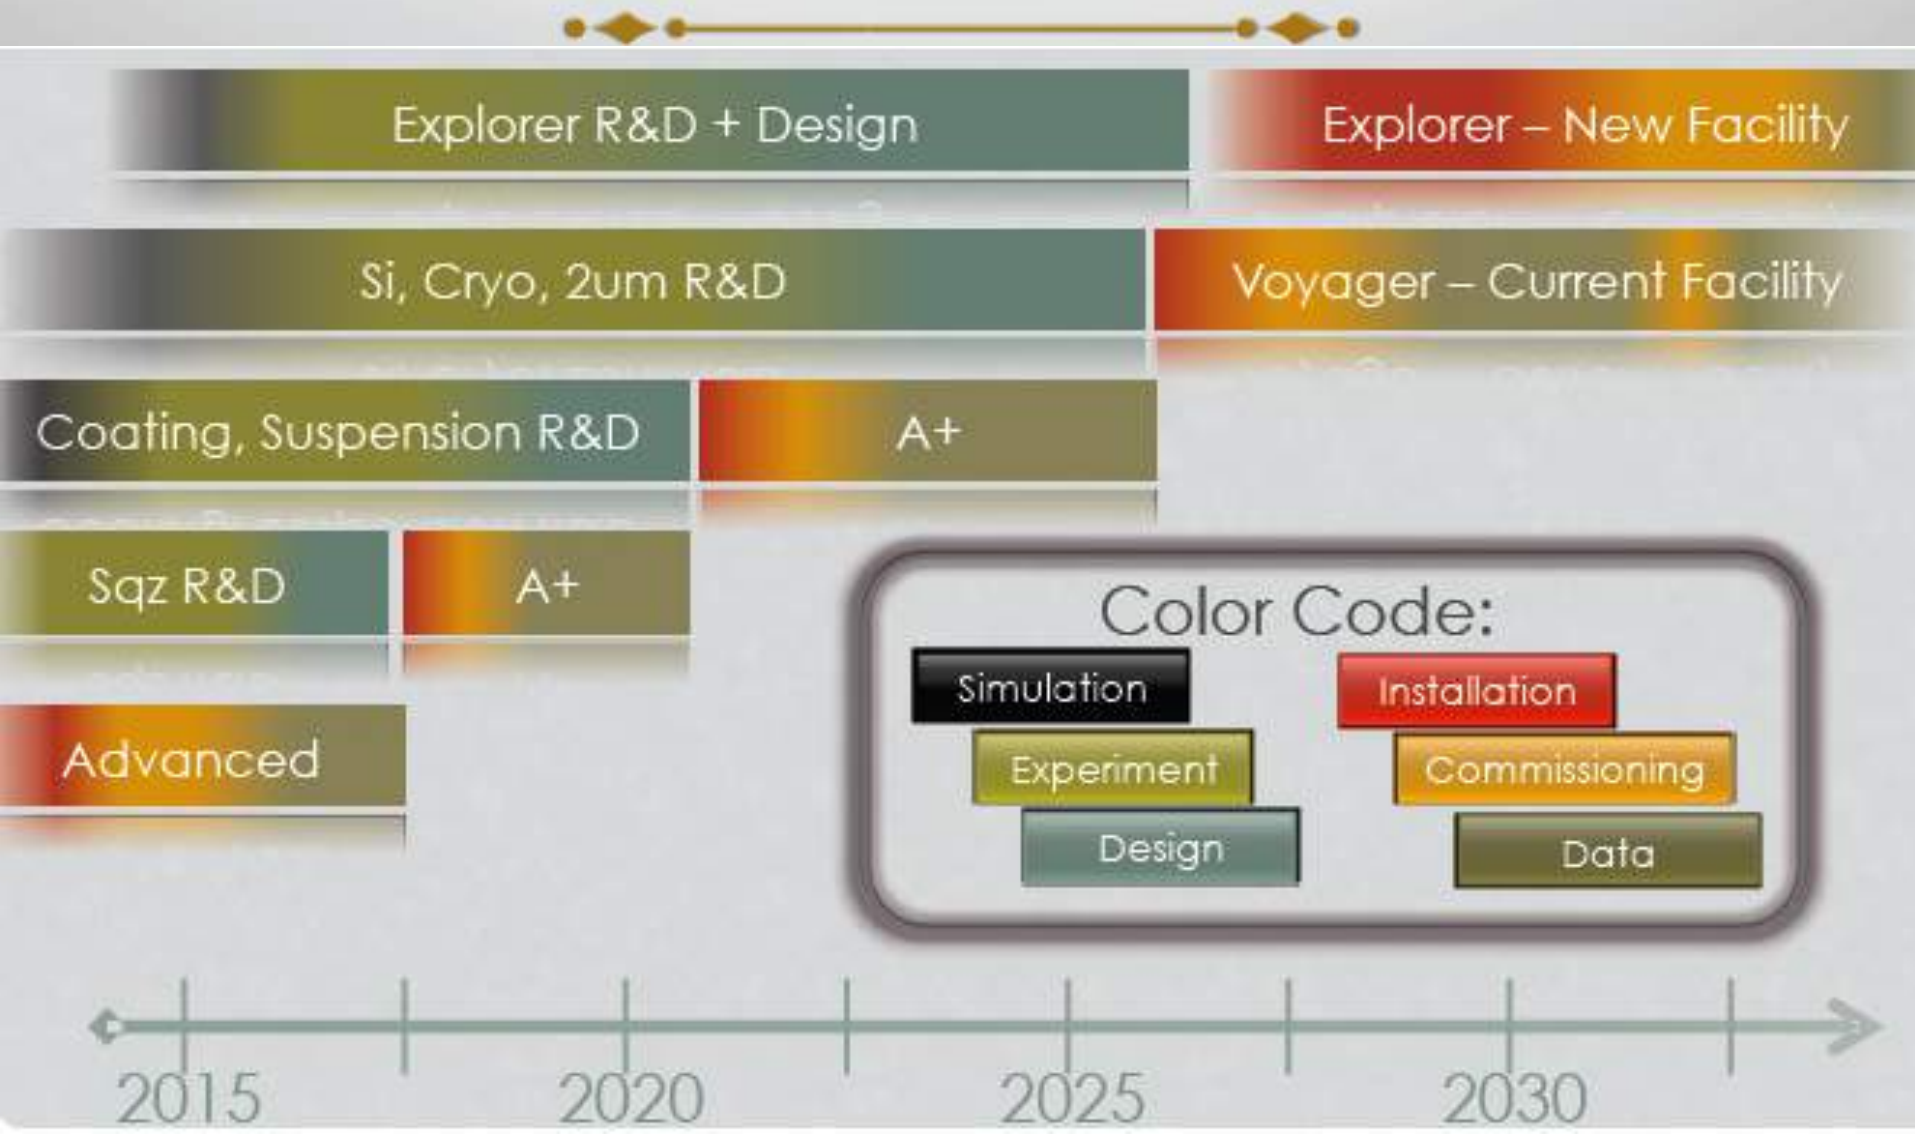 Explorer R&D + Design
Explorer – New Facility
Si, Cryo, 2um R&D
Voyager – Current Facility
Coating, Suspension R&D
A+
Sqz R&D
A+
Advanced
Color Code:
Simulation
Installation
Experiment
Commissioning
Design
Data
2015
2020
2025
2030